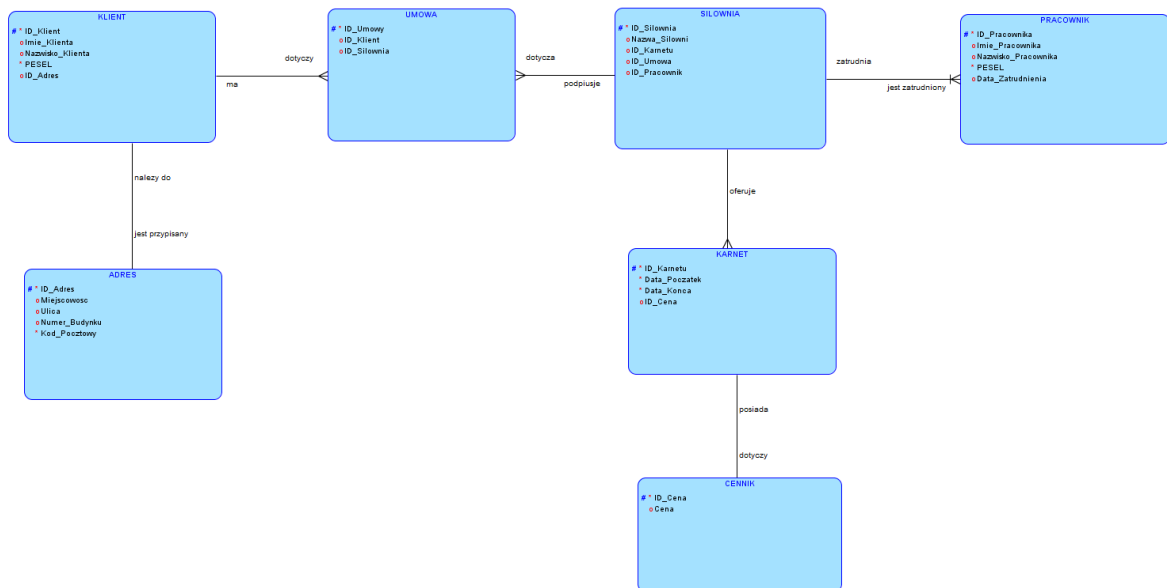 KLIENT
# * ID_Klient
o Imie_Klienta
o Nazwisko_Klienta
* PESEL
o ID_Adres
dotyczy
ma
UMOWA
# * ID_Umowy
o ID_Klient
o ID_Silownia
dotycza
podpiusje
SILOWNIA
# * ID_Silownia
o Nazwa_Silowni
o ID_Karnetu
o ID_Umowa
o ID_Pracownik
zatrudnia
jest zatrudniony
PRACOWNIK
# * ID_Pracownika
o Imie_Pracownika
o Nazwisko_Pracownika
* PESEL
o Data_Zatrudnienia
nalezy do
jest przypisany
oferuje
ADRES
# * ID_Adres
o Miejscowosc
o Ulica
o Numer_Budynku
* Kod_Pocztowy
KARNET
# * ID_Karnetu
* Data_Poczatek
* Data_Konca
o ID_Cena
posiada
dotyczy
CENNIK
# * ID_Cena
o Cena